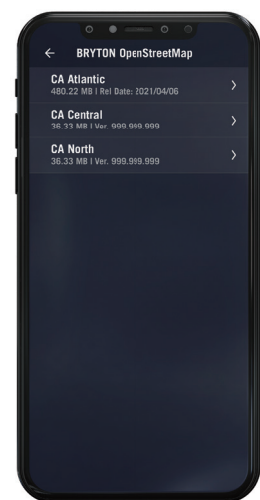 BRYTON OpenStreetMap
CA Atlantic
480.22 MB | Rel Date: 2021/04/06
CA Central
36.33 MB | Ver. 999.999.999
CA North
36.33 MB | Ver. 999.999.999